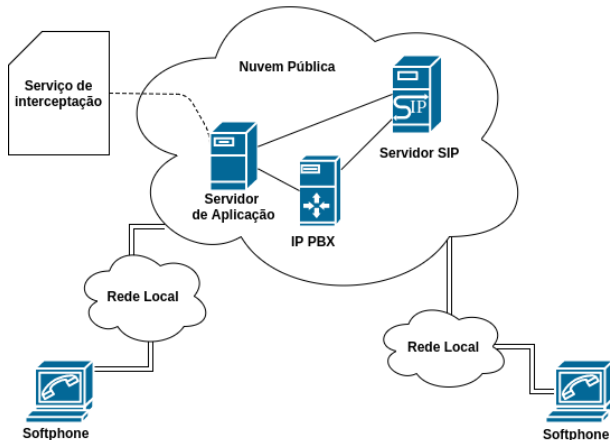 Serviço de
interceptação
Nuvem Pública
SIP
Servidor SIP
Servidor
de Aplicação
IP PBX
Rede Local
Rede Local
Softphone
Softphone